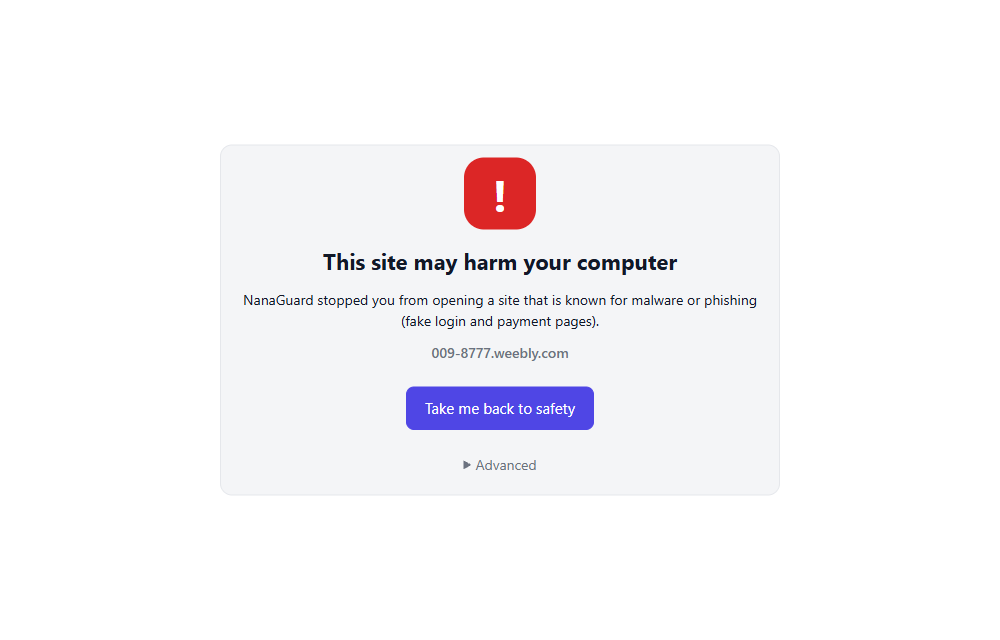 !
This site may harm your computer
NanaGuard stopped you from opening a site that is known for malware or phishing
(fake login and payment pages).
009-8777.weebly.com
Take me back to safety
▶ Advanced